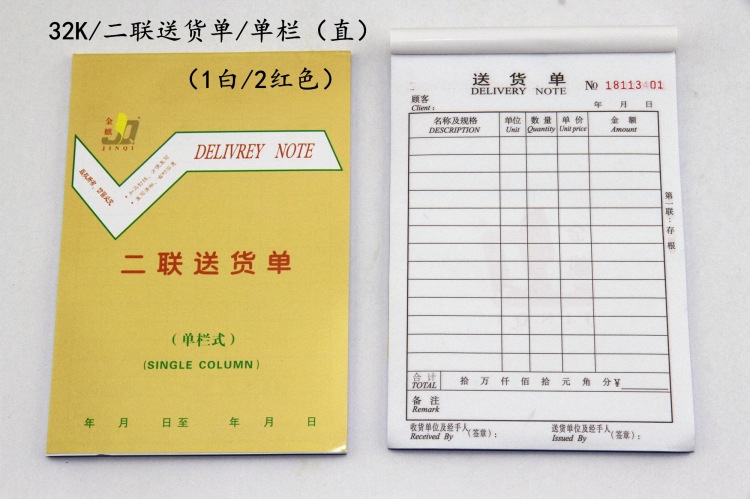 32K/二联送货单/单栏（直）
（1白/2红色）
金麒
JINQI
DELIVREY NOTE
二联送货单
（单栏式）
(SINGLE COLUMN)
年 月 日至 年 月 日
送 货 单
DELIVERY NOTE
№ 18113401
顾客
Client:
年 月 日
名称及规格 单位 数量 单价 金额
DESCRIPTION Unit Quantity Unit price Amount
第一联：存根
合计 拾 万 仟 佰 拾 元 角 分¥
TOTAL
备注
Remark
收货单位及经手人（签章）： 送货单位及经手人（签章）：
Received By Issued By